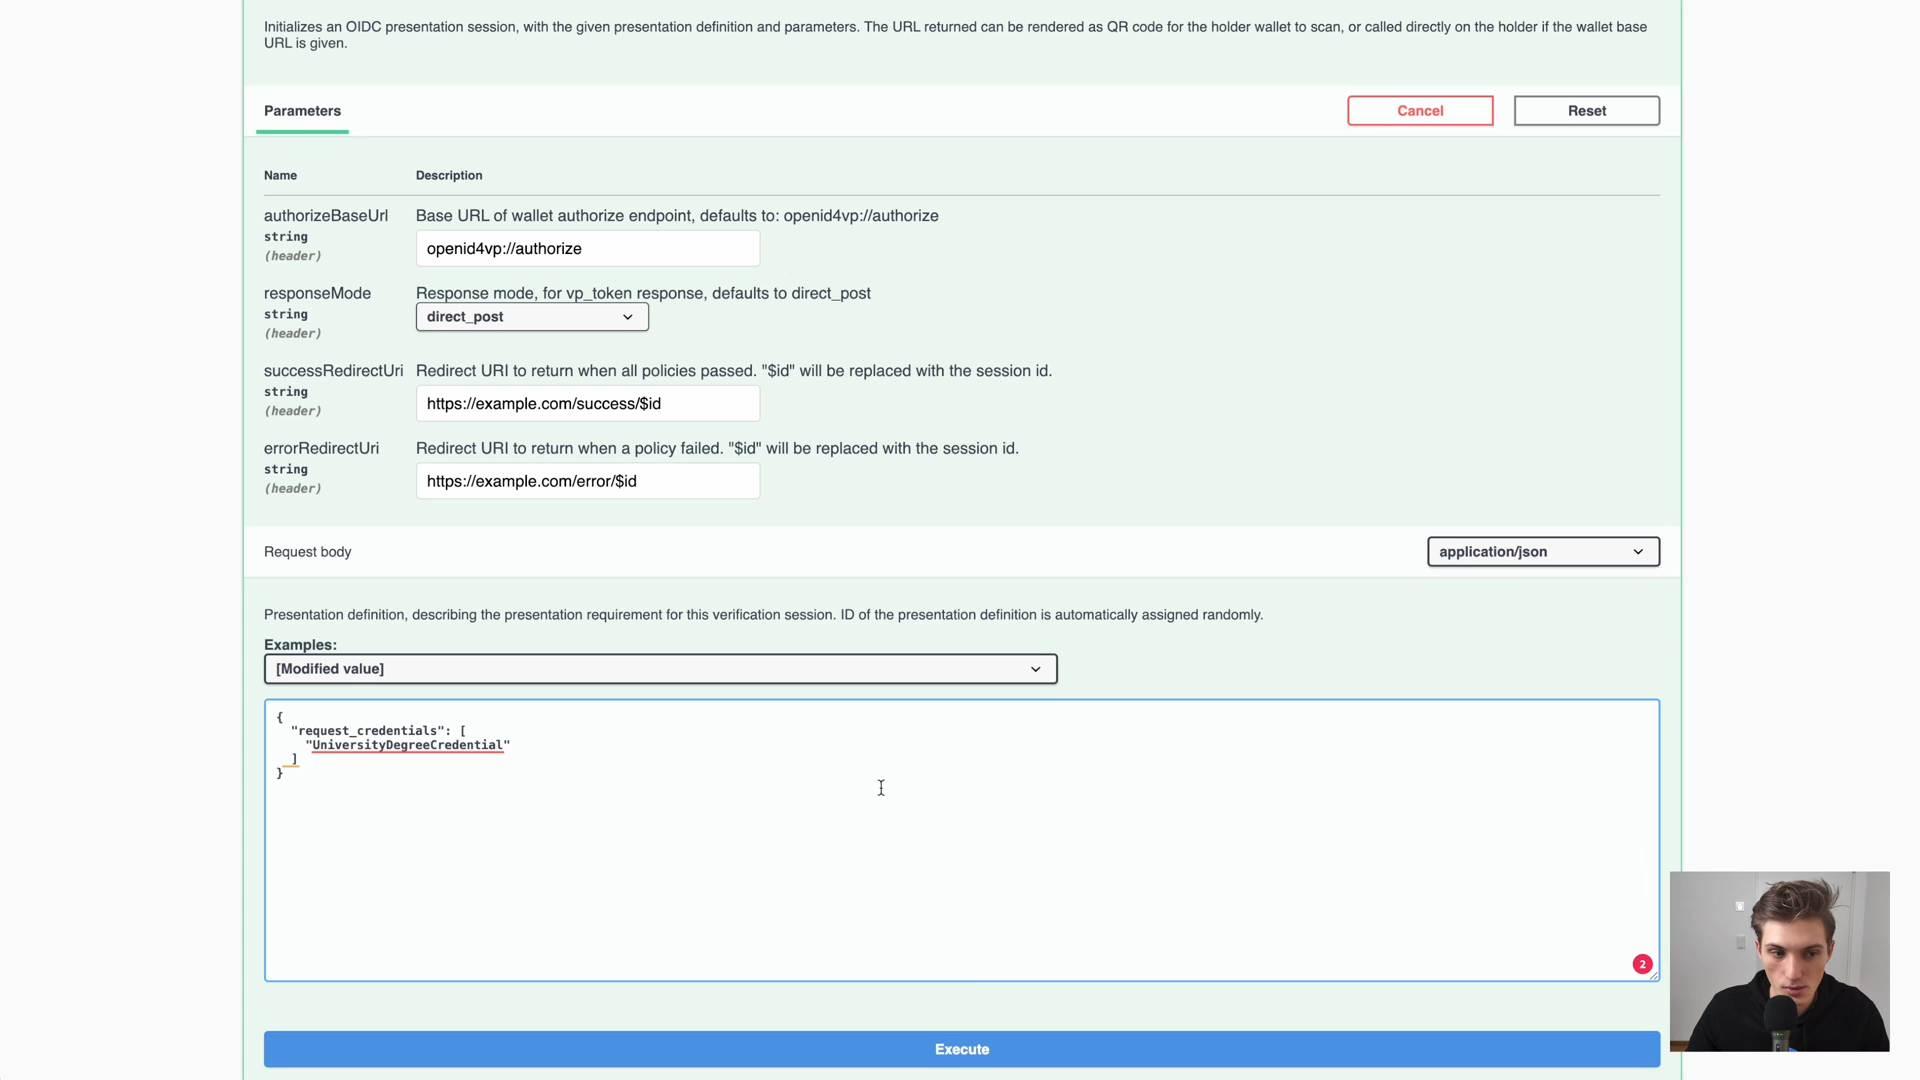 Initializes an OIDC presentation session, with the given presentation definition and parameters. The URL returned can be rendered as QR code for the holder wallet to scan, or called directly on the holder if the wallet base
URL is given.
Parameters
Cancel
Reset
Name
Description
authorizeBaseUrl
string
(header)
Base URL of wallet authorize endpoint, defaults to: openid4vp://authorize
openid4vp://authorize
responseMode
string
(header)
Response mode, for vp_token response, defaults to direct_post
direct_post
successRedirectUri
string
(header)
Redirect URI to return when all policies passed. "$id" will be replaced with the session id.
https://example.com/success/$id
errorRedirectUri
string
(header)
Redirect URI to return when a policy failed. "$id" will be replaced with the session id.
https://example.com/error/$id
Request body
application/json
Presentation definition, describing the presentation requirement for this verification session. ID of the presentation definition is automatically assigned randomly.
Examples:
[Modified value]
{
"request_credentials": [
"UniversityDegreeCredential"
]
}
2
Execute